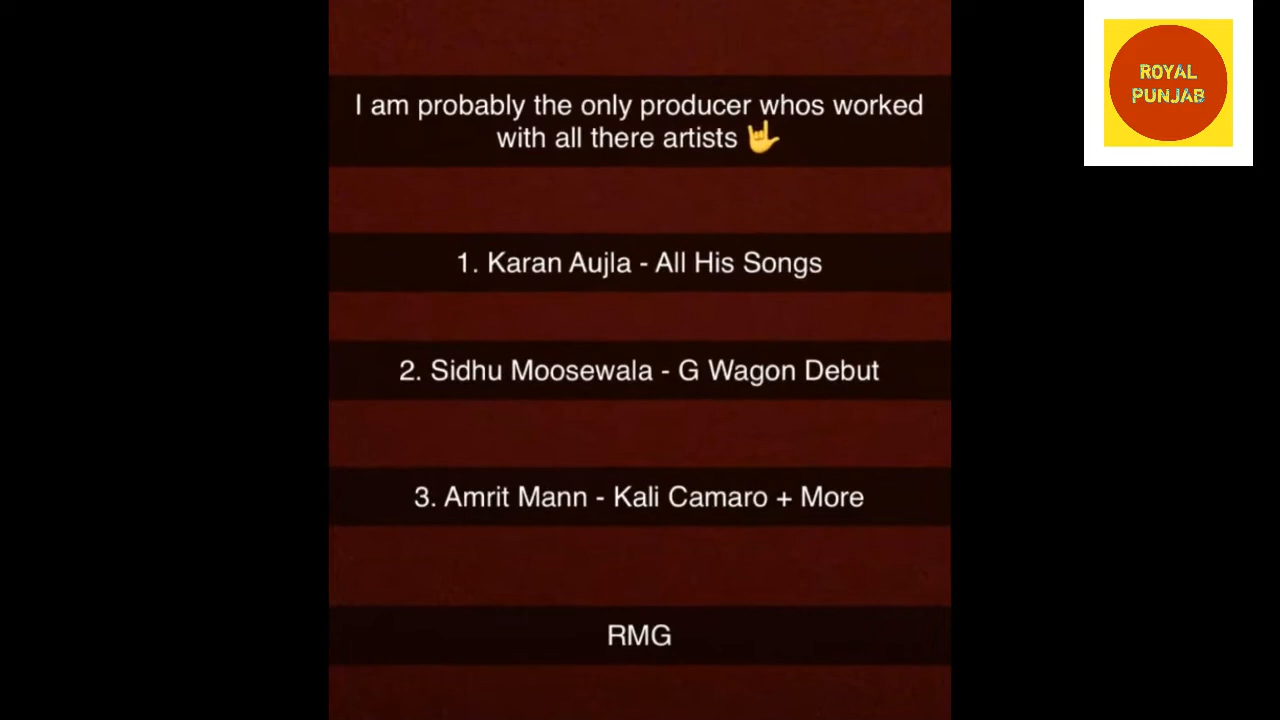 I am probably the only producer whos worked
with all there artists 🤟
1. Karan Aujla - All His Songs
2. Sidhu Moosewala - G Wagon Debut
3. Amrit Mann - Kali Camaro + More
RMG
ROYAL
PUNJAB